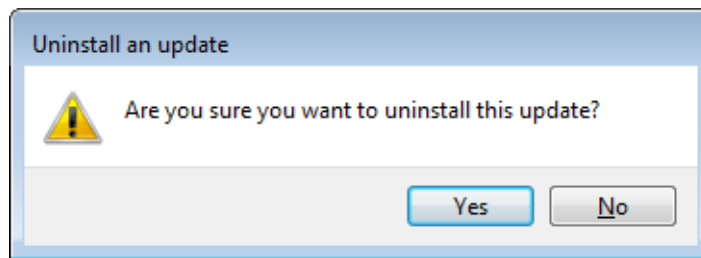 Uninstall an update
Are you sure you want to uninstall this update?
Yes No